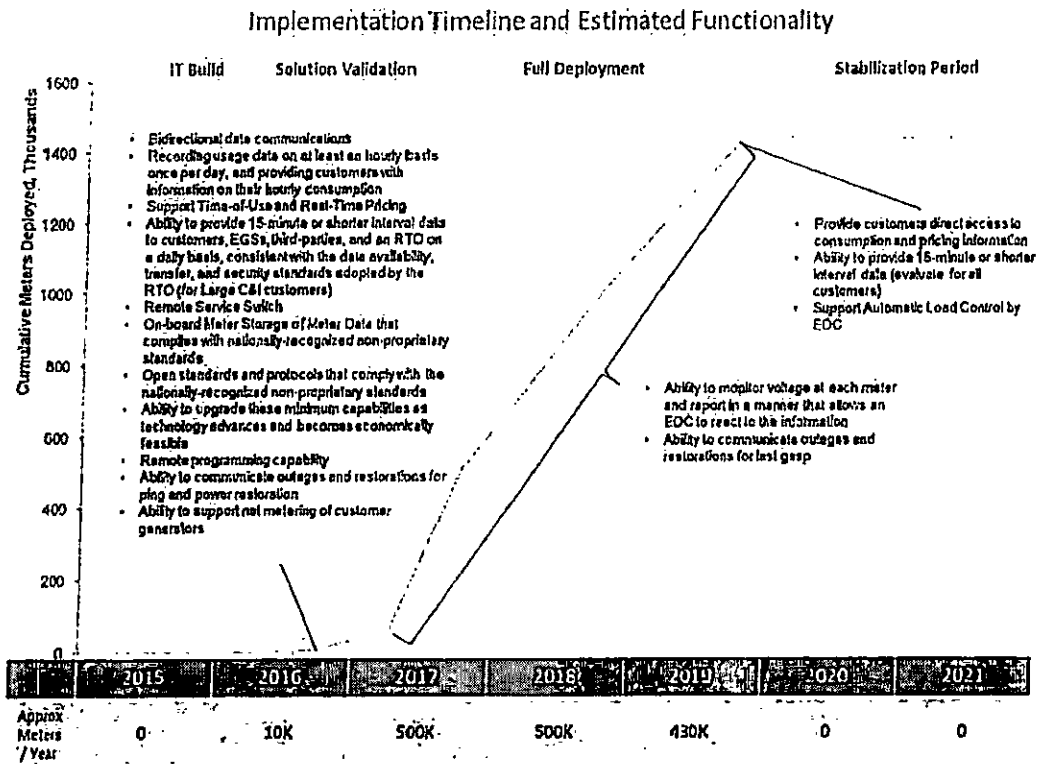 Implementation Timeline and Estimated Functionality
IT Build
Solution Validation
Full Deployment
Stabilization Period
Cumulative Meters Deployed, Thousands
1600
1400
1200
1000
800
600
400
200
0
• Bidirectional data communications
• Recording usage data on at least an hourly basis
once per day, and providing customers with
information on their hourly consumption
• Support Time-of-Use and Real-Time Pricing
• Ability to provide 15-minute or shorter interval data
to customers, EGSs, third-parties, and an RTO on
a daily basis, consistent with the data availability,
transfer, and security standards adopted by the
RTO (for Large C&I customers)
• Remote Service Switch
• On-board Meter Storage of Meter Data that
complies with nationally-recognized non-proprietary
standards
• Open standards and protocols that comply with the
nationally-recognized non-proprietary standards
• Ability to upgrade these minimum capabilities as
technology advances and becomes economically
feasible
• Remote programming capability
• Ability to communicate outages and restorations for
ping and power restoration
• Ability to support net metering of customer
generators
• Ability to monitor voltage at each meter
and report in a manner that allows an
EDC to react to the information
• Ability to communicate outages and
restorations for last gasp
• Provide customers direct access to
consumption and pricing information
• Ability to provide 15-minute or shorter
interval data (evaluate for all
customers)
• Support Automatic Load Control by
EDC
2015 2016 2017 2018 2019 2020 2021
Approx
Meters
/ Year
0 10K 500K 500K 430K 0 0